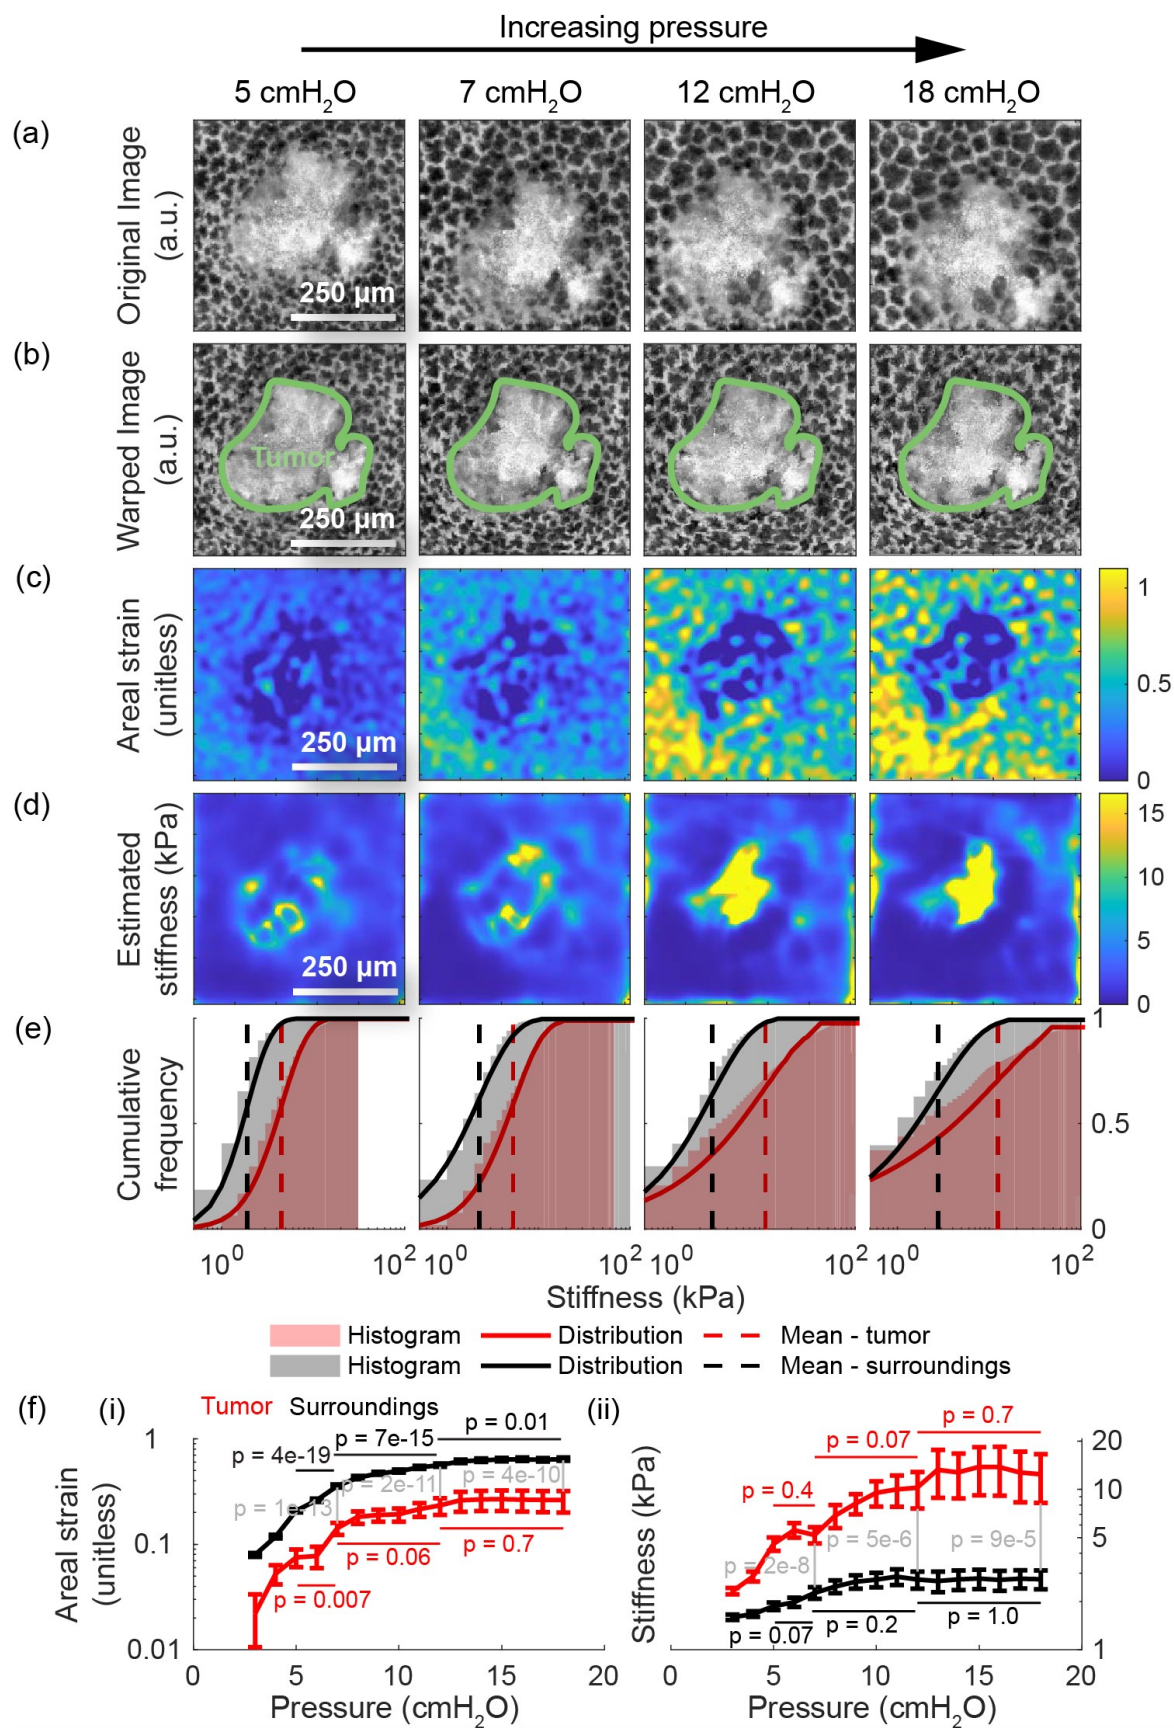 Increasing pressure
5 cmH2O 7 cmH2O 12 cmH2O 18 cmH2O
(a)
Original Image
(a.u.)
250 µm
(b)
Warped Image
(a.u.)
Tumor
250 µm
(c)
Areal strain
(unitless)
250 µm
1
0.5
0
(d)
Estimated
stiffness (kPa)
250 µm
15
10
5
0
(e)
Cumulative
frequency
1
0.5
0
10^0 10^2 10^0 10^2 10^0 10^2 10^0 10^2
Stiffness (kPa)
Histogram Distribution Mean - tumor
Histogram Distribution Mean - surroundings
(f) (i) Tumor Surroundings
p = 4e-19
p = 7e-15
p = 0.01
p = 1e-13
p = 2e-11
p = 4e-10
p = 0.007
p = 0.06
p = 0.7
Areal strain
(unitless)
1
0.1
0.01
0 5 10 15 20
Pressure (cmH2O)
(ii)
p = 0.4
p = 0.07
p = 0.7
p = 2e-8
p = 5e-6
p = 9e-5
p = 0.07
p = 0.2
p = 1.0
Stiffness (kPa)
20
10
5
1
0 5 10 15 20
Pressure (cmH2O)